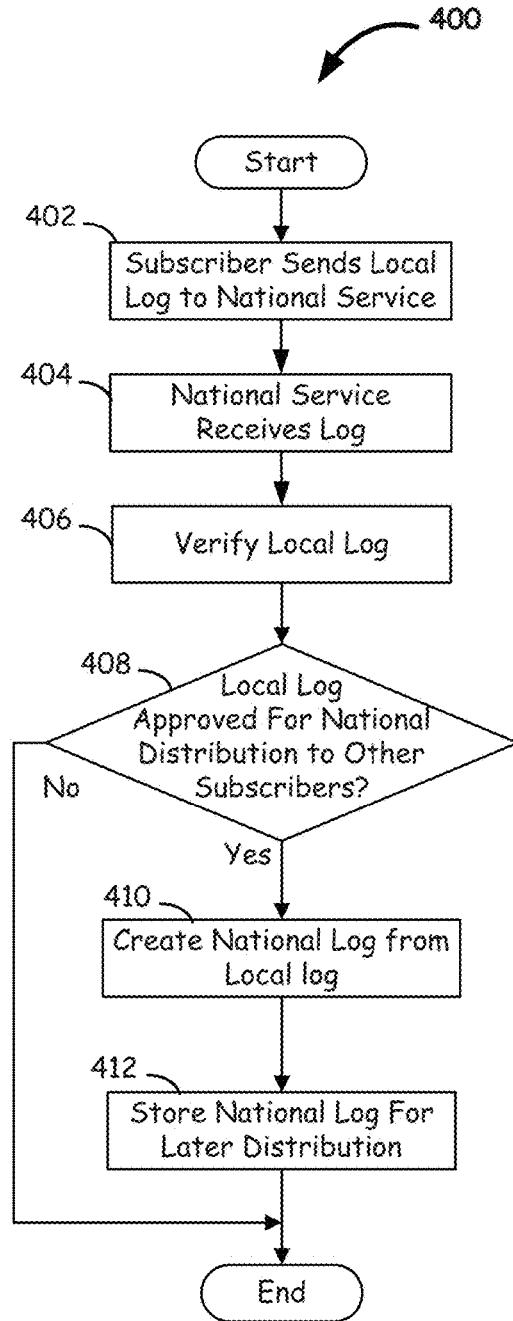 400
Start
402
Subscriber Sends Local
Log to National Service
404
National Service
Receives Log
406
Verify Local Log
408
Local Log
Approved For National
Distribution to Other
Subscribers?
No
Yes
410
Create National Log from
Local log
412
Store National Log For
Later Distribution
End